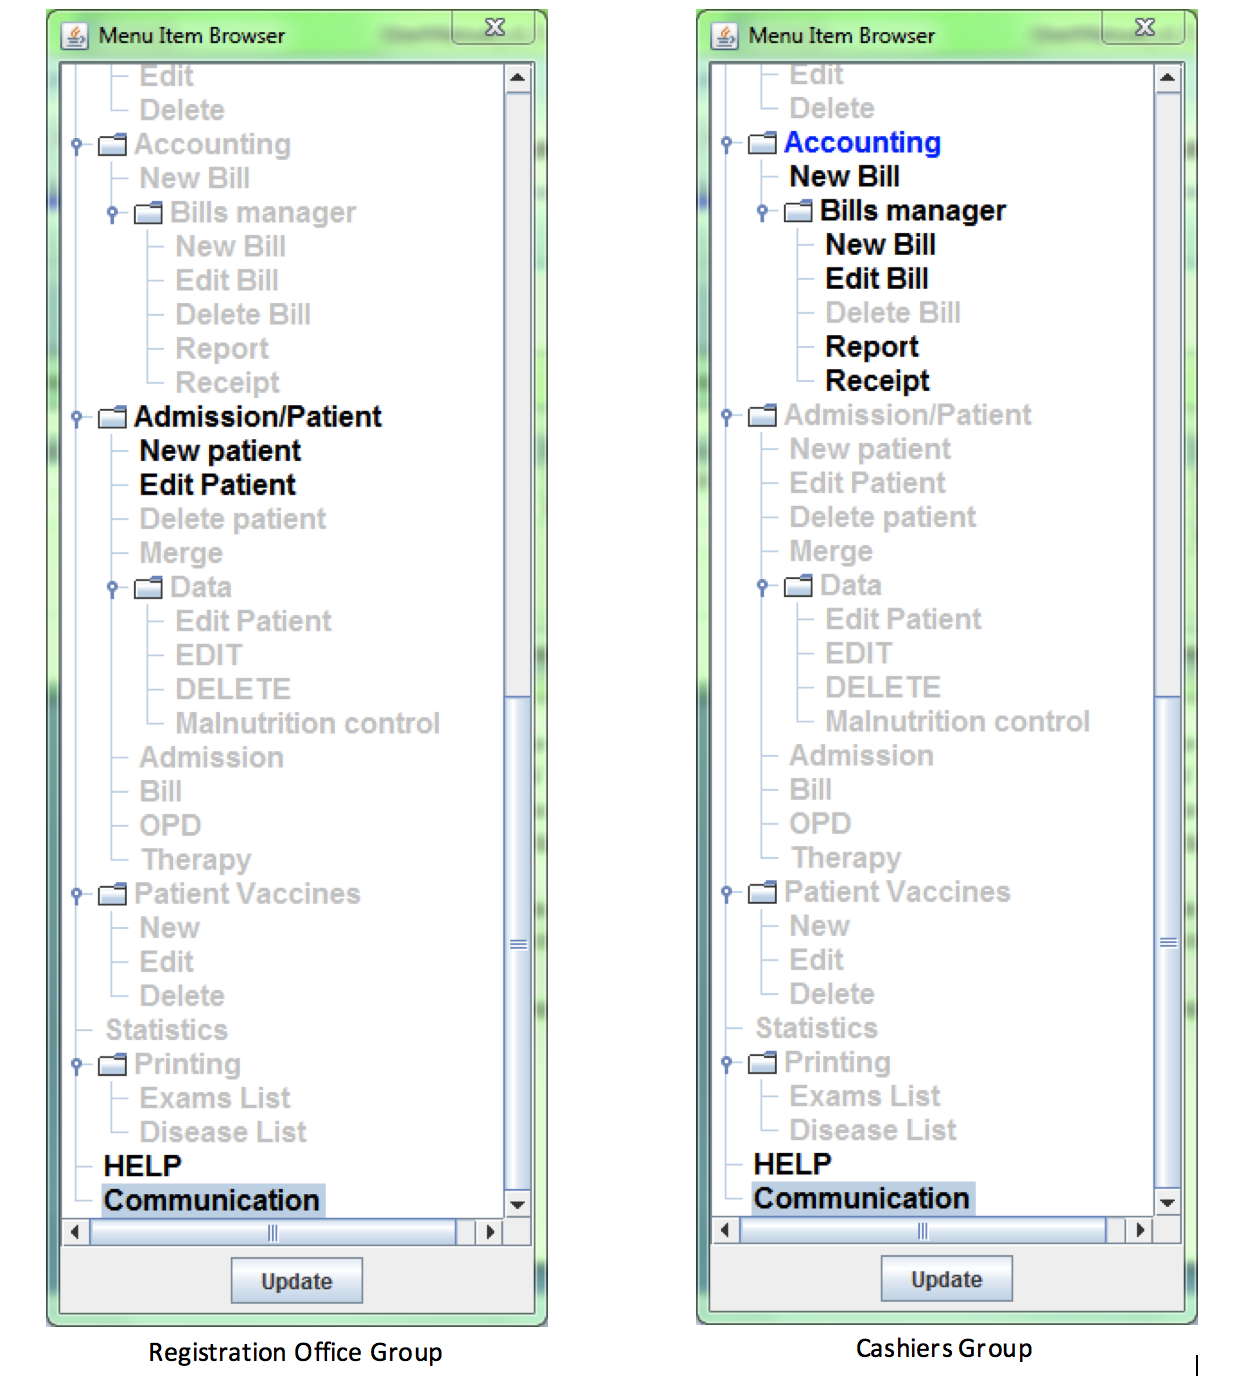 Menu Item Browser
Edit
Delete
Accounting
New Bill
Bills manager
New Bill
Edit Bill
Delete Bill
Report
Receipt
Admission/Patient
New patient
Edit Patient
Delete patient
Merge
Data
Edit Patient
EDIT
DELETE
Malnutrition control
Admission
Bill
OPD
Therapy
Patient Vaccines
New
Edit
Delete
Statistics
Printing
Exams List
Disease List
HELP
Communication
Update
Registration Office Group
Menu Item Browser
Edit
Delete
Accounting
New Bill
Bills manager
New Bill
Edit Bill
Delete Bill
Report
Receipt
Admission/Patient
New patient
Edit Patient
Delete patient
Merge
Data
Edit Patient
EDIT
DELETE
Malnutrition control
Admission
Bill
OPD
Therapy
Patient Vaccines
New
Edit
Delete
Statistics
Printing
Exams List
Disease List
HELP
Communication
Update
Cashiers Group